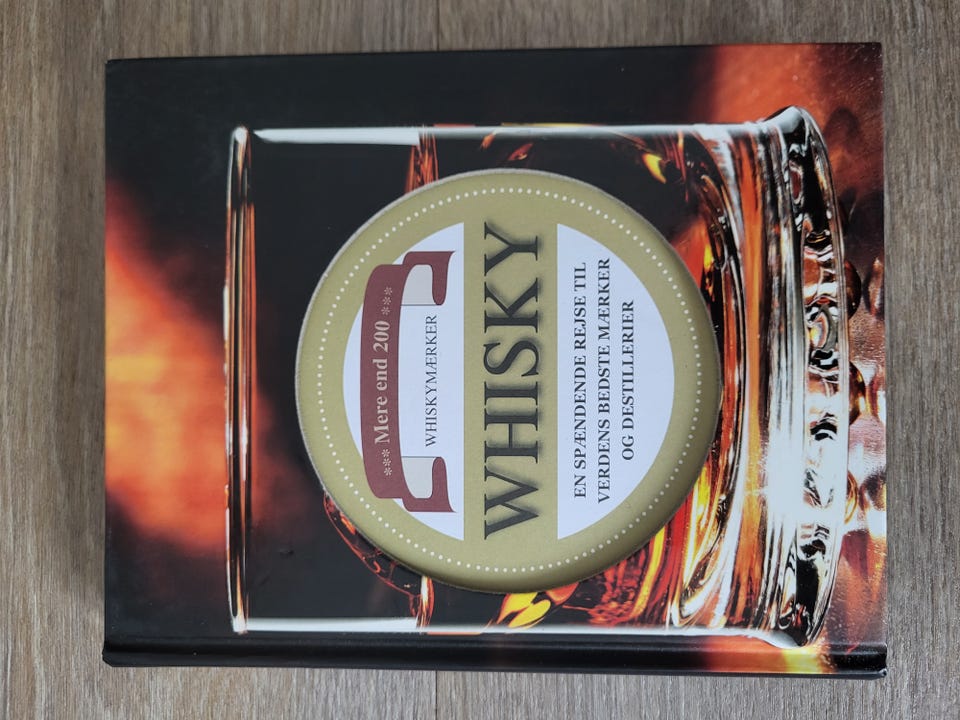 *** Mere end 200 ***
WHISKYMÆRKER
WHISKY
EN SPÆNDENDE REJSE TIL
VERDENS BEDSTE MÆRKER
OG DESTILLERIER